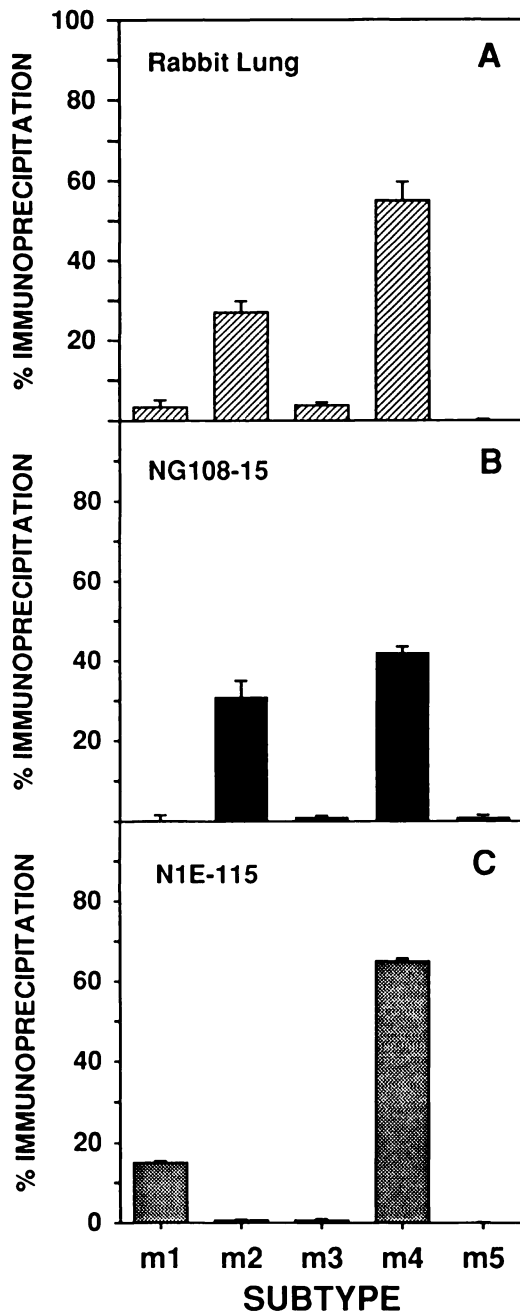 100
Rabbit Lung
A
80
60
40
20
% IMMUNOPRECIPITATION
NG108-15
B
80
60
40
20
% IMMUNOPRECIPITATION
N1E-115
C
80
60
40
20
0
% IMMUNOPRECIPITATION
m1 m2 m3 m4 m5
SUBTYPE